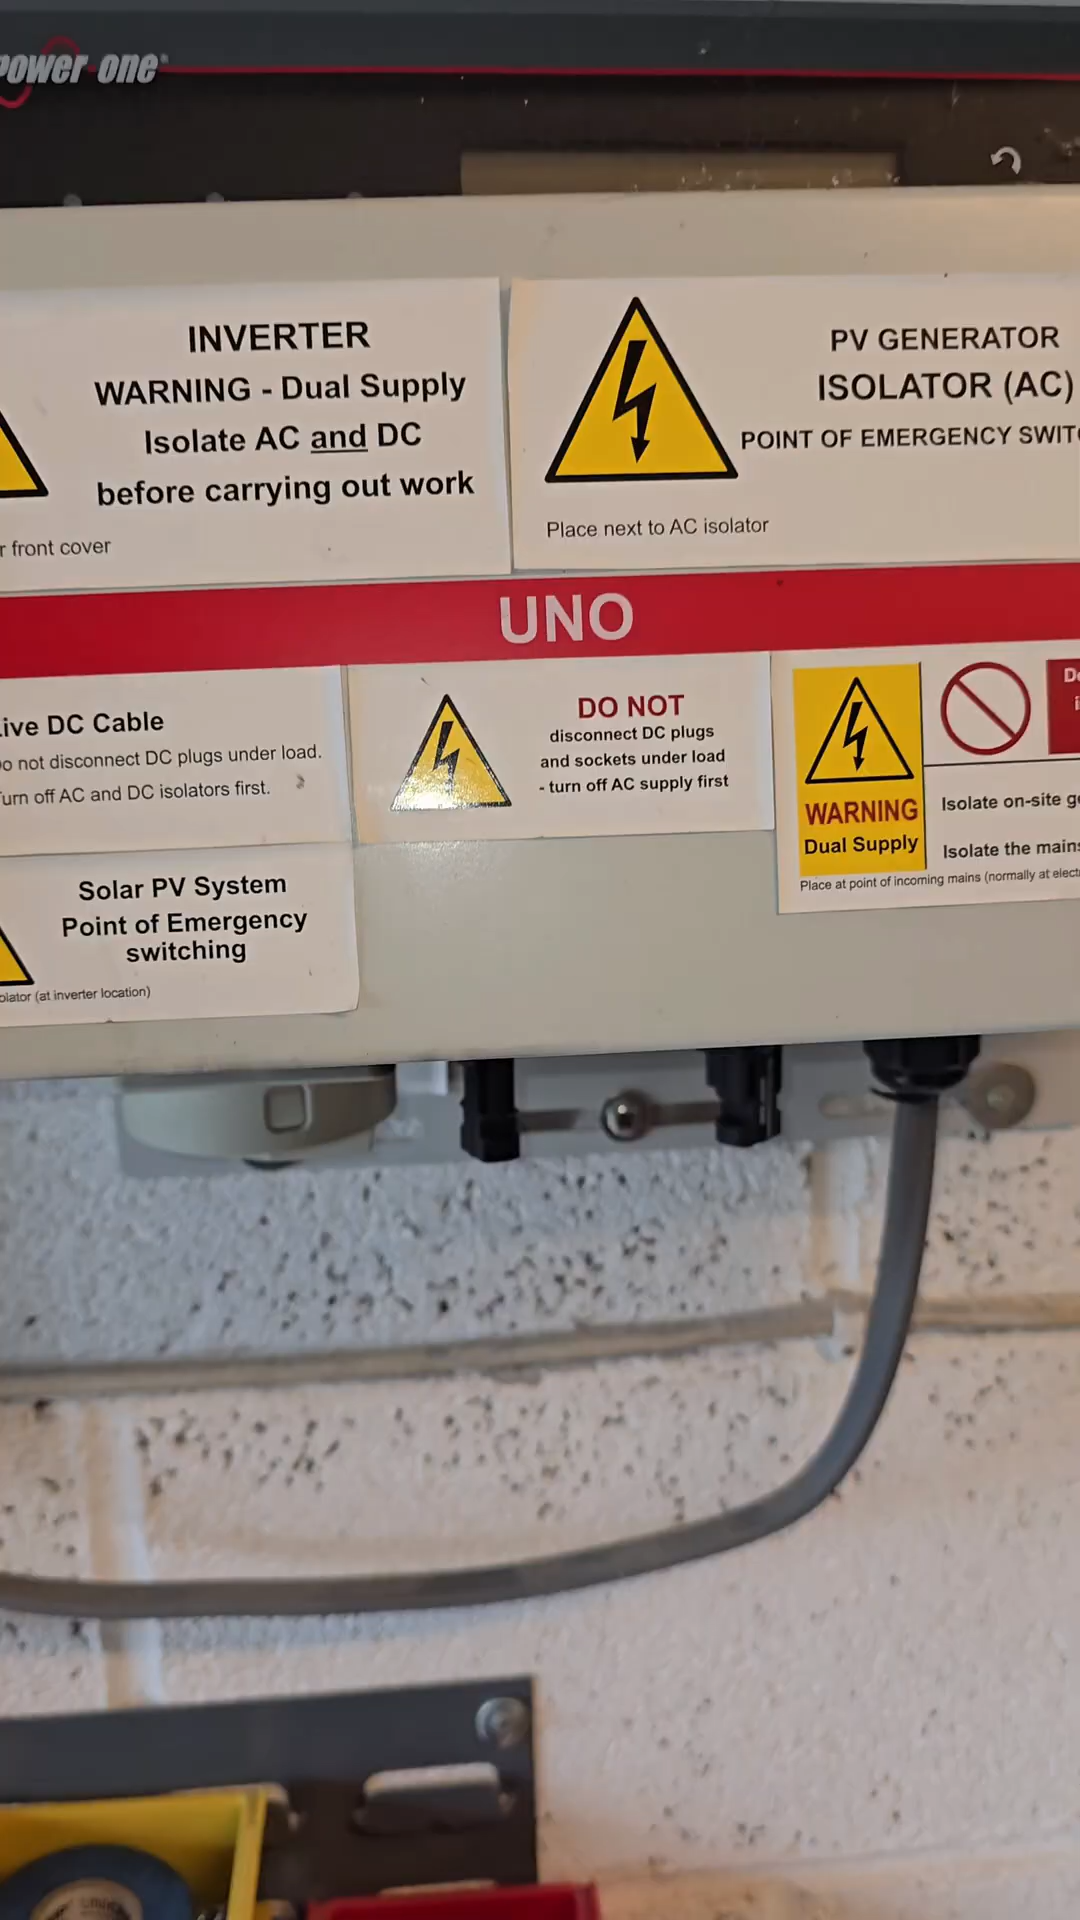 power-one
INVERTER
WARNING - Dual Supply
Isolate AC and DC
before carrying out work
front cover
PV GENERATOR
ISOLATOR (AC)
POINT OF EMERGENCY
Place next to AC isolator
UNO
DC Cable
not disconnect DC plugs under load.
off AC and DC isolators first.
DO NOT
disconnect DC plugs
and sockets under load
- turn off AC supply first
WARNING
Dual Supply
Isolate on-site
Isolate the
Place at point of incoming mains (normally at
Solar PV System
Point of Emergency
switching
(at inverter location)